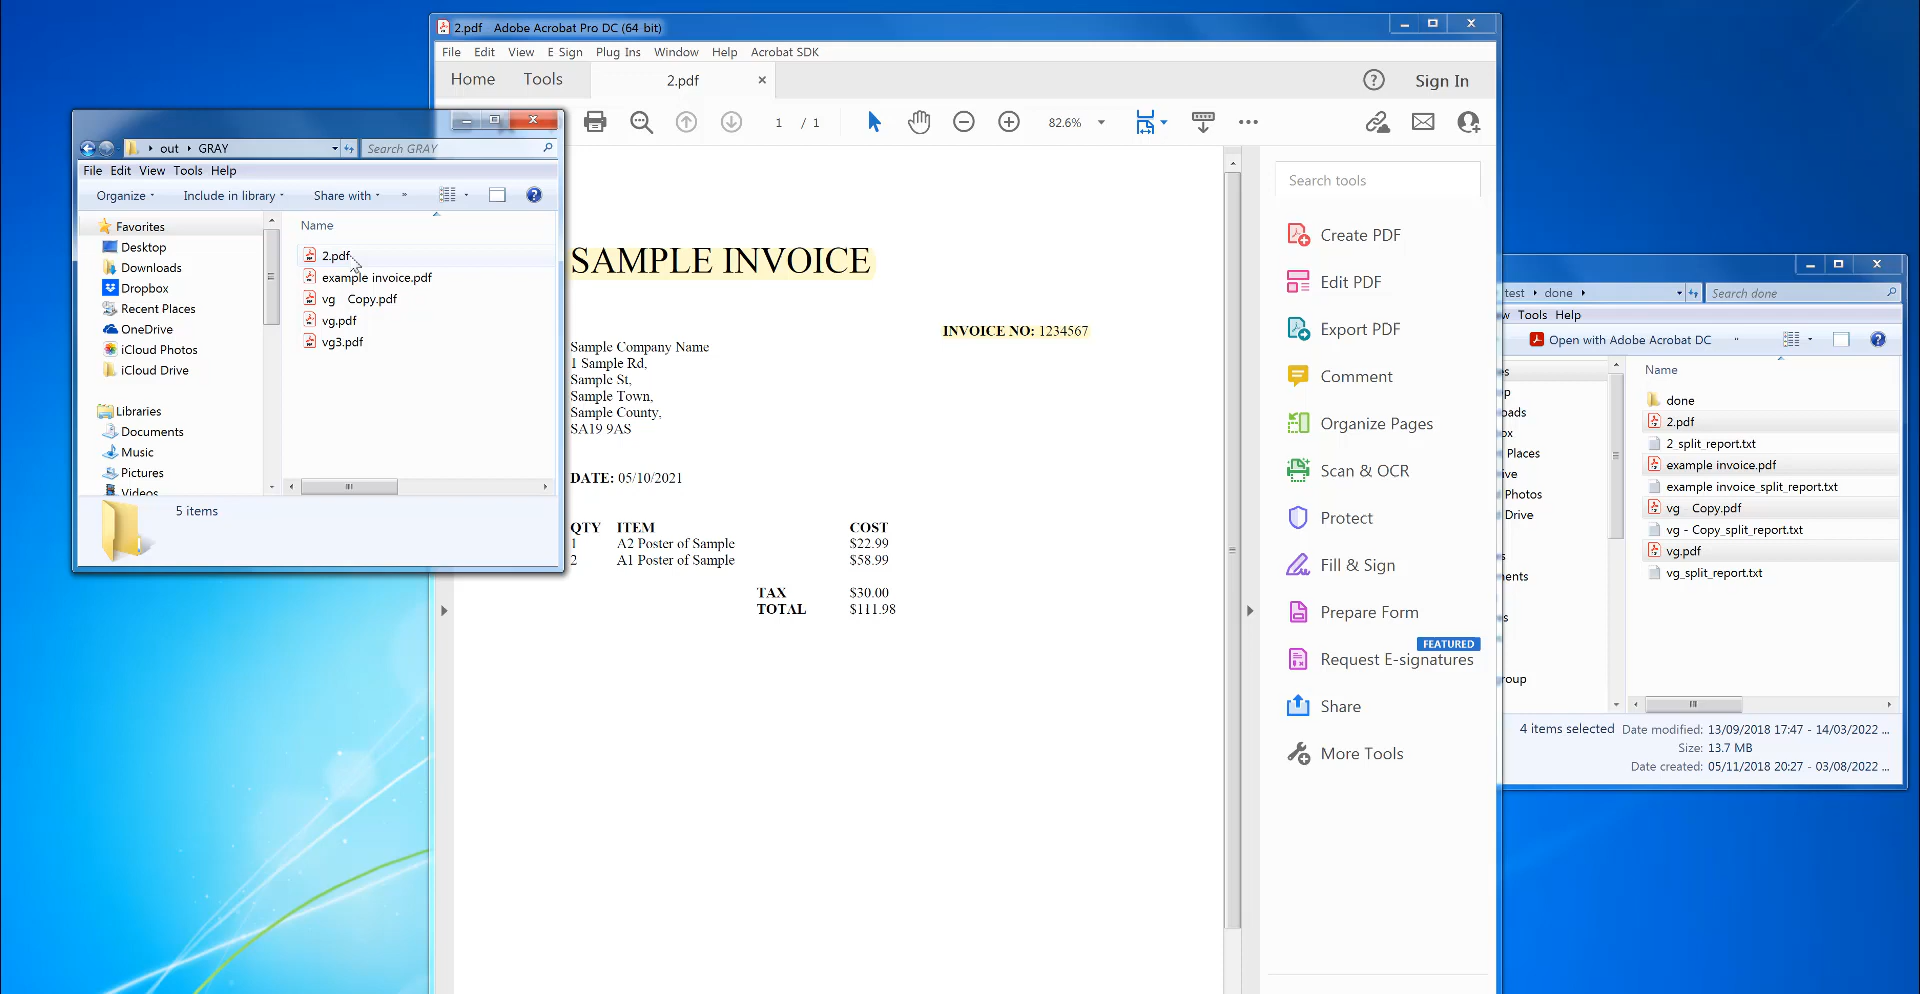 2.pdf Adobe Acrobat Pro DC (64 bit)
File Edit View E Sign Plug Ins Window Help Acrobat SDK
Home Tools 2.pdf Sign In
1 / 1 82.6%
out GRAY Search GRAY
File Edit View Tools Help
Organize Include in library Share with »
Favorites
Desktop
Downloads
Dropbox
Recent Places
OneDrive
iCloud Photos
iCloud Drive
Libraries
Documents
Music
Pictures
Videos
Name
2.pdf
example invoice.pdf
vg Copy.pdf
vg.pdf
vg3.pdf
5 items
SAMPLE INVOICE
INVOICE NO: 1234567
Sample Company Name
1 Sample Rd,
Sample St,
Sample Town,
Sample County,
SA19 9AS
DATE: 05/10/2021
QTY ITEM COST
1 A2 Poster of Sample $22.99
2 A1 Poster of Sample $58.99
TAX $30.00
TOTAL $111.98
Search tools
Create PDF
Edit PDF
Export PDF
Comment
Organize Pages
Scan & OCR
Protect
Fill & Sign
Prepare Form
FEATURED
Request E-signatures
Share
More Tools
test done Search done
w Tools Help
Open with Adobe Acrobat DC »
es
p
oads
ox
Places
ive
Photos
Drive
ents
s
roup
Name
done
2.pdf
2_split_report.txt
example invoice.pdf
example invoice_split_report.txt
vg Copy.pdf
vg - Copy_split_report.txt
vg.pdf
vg_split_report.txt
4 items selected Date modified: 13/09/2018 17:47 - 14/03/2022 ...
Size: 13.7 MB
Date created: 05/11/2018 20:27 - 03/08/2022 ...